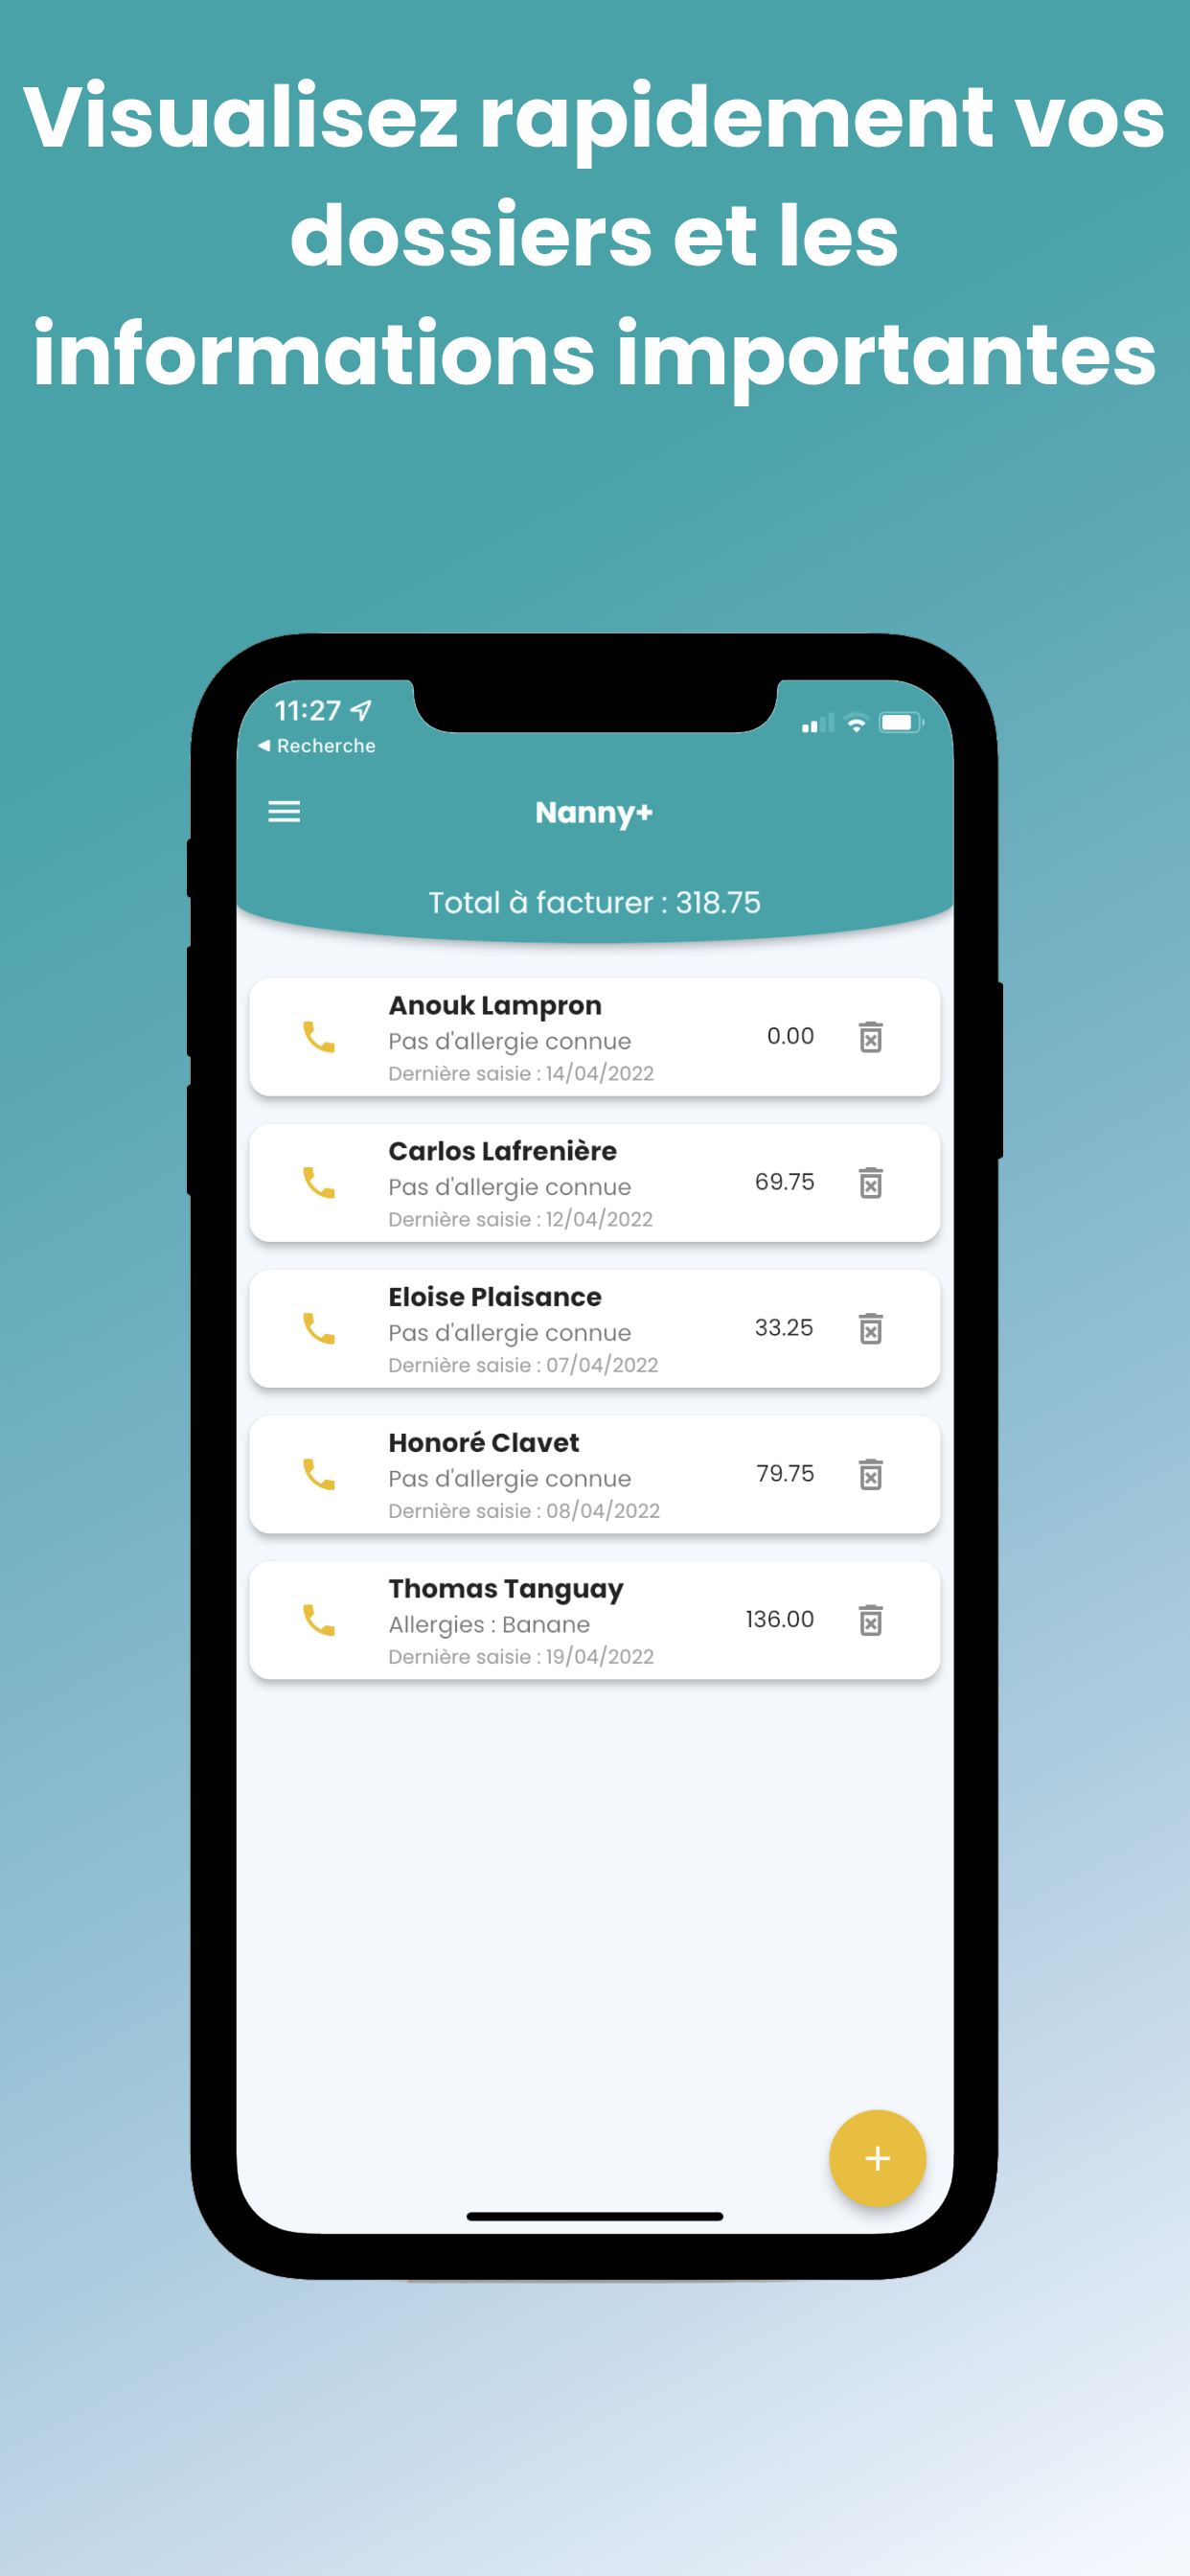 Visualisez rapidement vos
dossiers et les
informations importantes
11:27
◀ Recherche
Nanny+
Total à facturer : 318.75
Anouk Lampron
Pas d'allergie connue
0.00
Dernière saisie : 14/04/2022
Carlos Lafrenière
Pas d'allergie connue
69.75
Dernière saisie : 12/04/2022
Eloise Plaisance
Pas d'allergie connue
33.25
Dernière saisie : 07/04/2022
Honoré Clavet
Pas d'allergie connue
79.75
Dernière saisie : 08/04/2022
Thomas Tanguay
Allergies : Banane
136.00
Dernière saisie : 19/04/2022
+